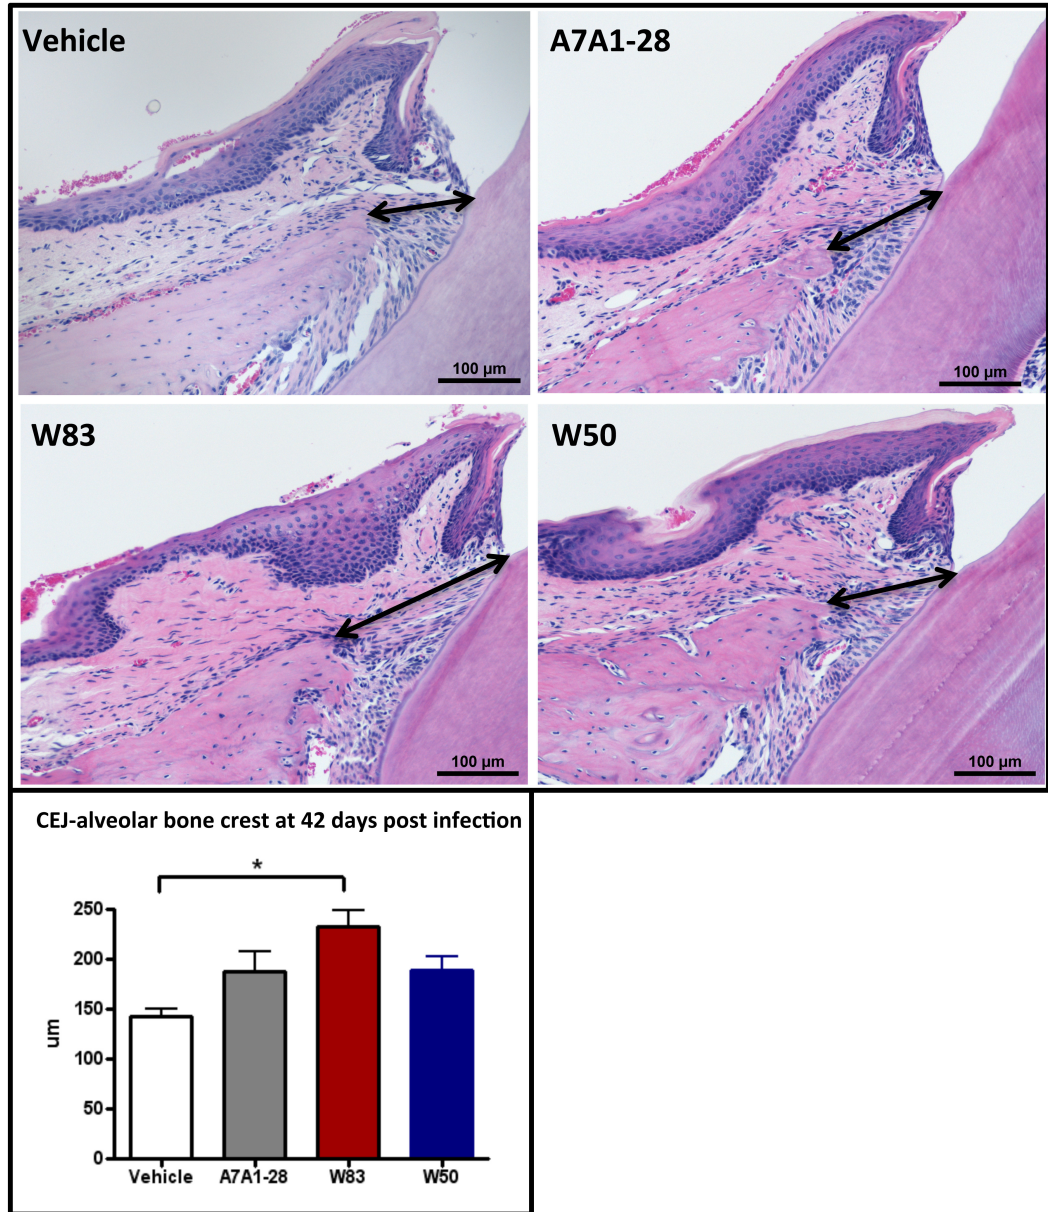 Vehicle
A7A1-28
100 µm
100 µm
W83
W50
100 µm
100 µm
CEJ-alveolar bone crest at 42 days post infection
*
250
200
150
100
50
0
um
Vehicle
A7A1-28
W83
W50